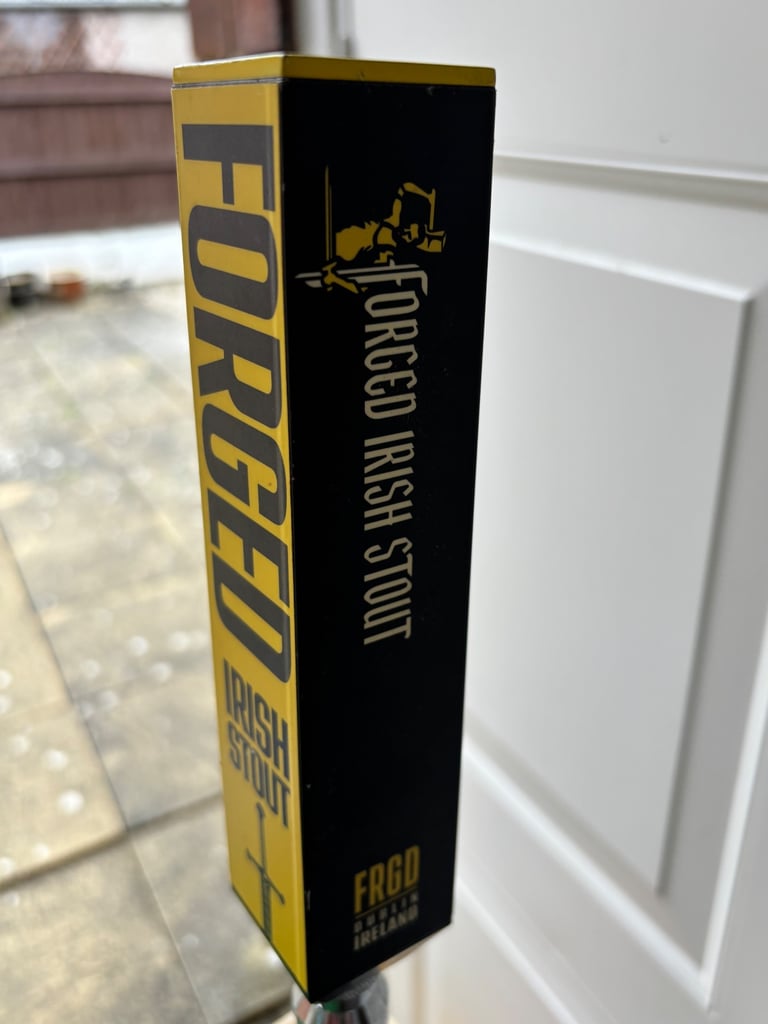 FORGED
IRISH
STOUT
FORGED IRISH STOUT
FRGD
DUBLIN
IRELAND